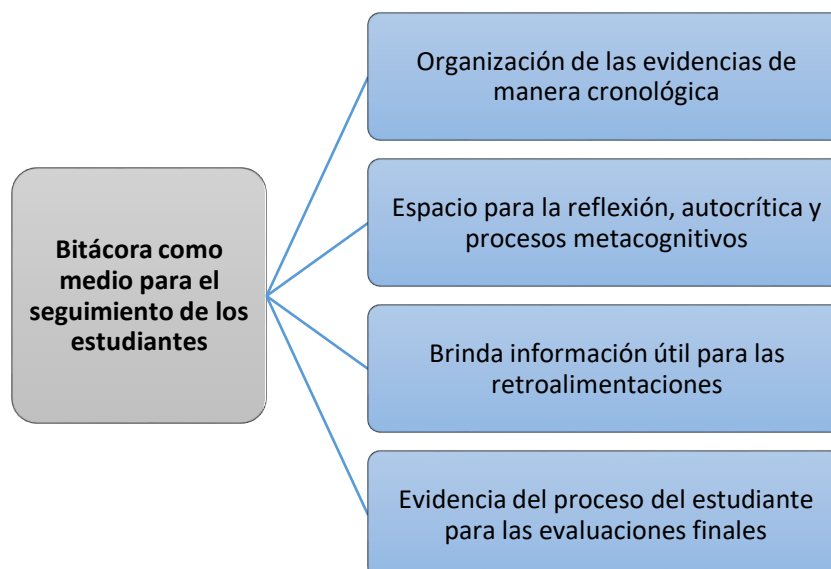 Bitácora como
medio para el
seguimiento de los
estudiantes
Organización de las evidencias de
manera cronológica
Espacio para la reflexión, autocrítica y
procesos metacognitivos
Brinda información útil para las
retroalimentaciones
Evidencia del proceso del estudiante
para las evaluaciones finales